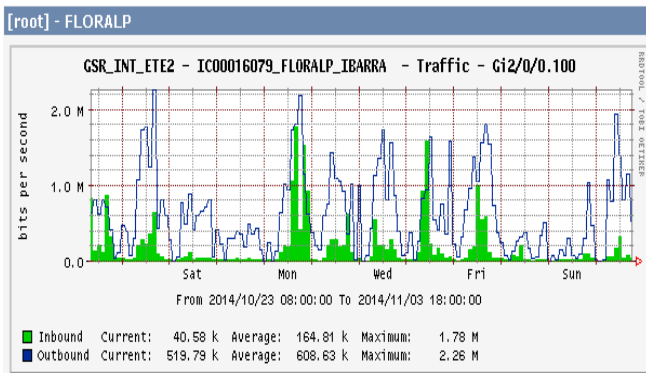 [root] - FLORALP
GSR_INT_ETE2 - IC00016079_FLORALP_IBARRA - Traffic - Gi2/0/0.100
RRDTOOL / TOBI OETIKER
bits per second
2.0 M
1.0 M
0.0
Sat Mon Wed Fri Sun
From 2014/10/23 08:00:00 To 2014/11/03 18:00:00
Inbound Current: 40.58 k Average: 164.81 k Maximum: 1.78 M
Outbound Current: 519.79 k Average: 608.63 k Maximum: 2.26 M